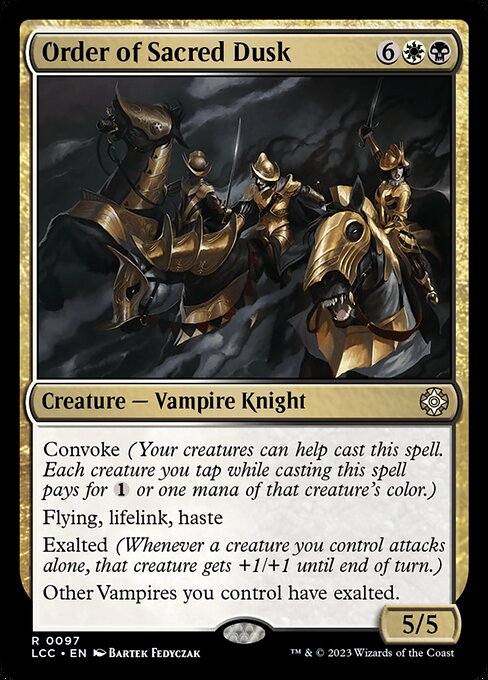 Order of Sacred Dusk 6
Creature — Vampire Knight
Convoke (Your creatures can help cast this spell.
Each creature you tap while casting this spell
pays for 1 or one mana of that creature's color.)
Flying, lifelink, haste
Exalted (Whenever a creature you control attacks
alone, that creature gets +1/+1 until end of turn.)
Other Vampires you control have exalted.
5/5
R 0097
LCC • EN Bartek Fedyczak
™ & © 2023 Wizards of the Coast